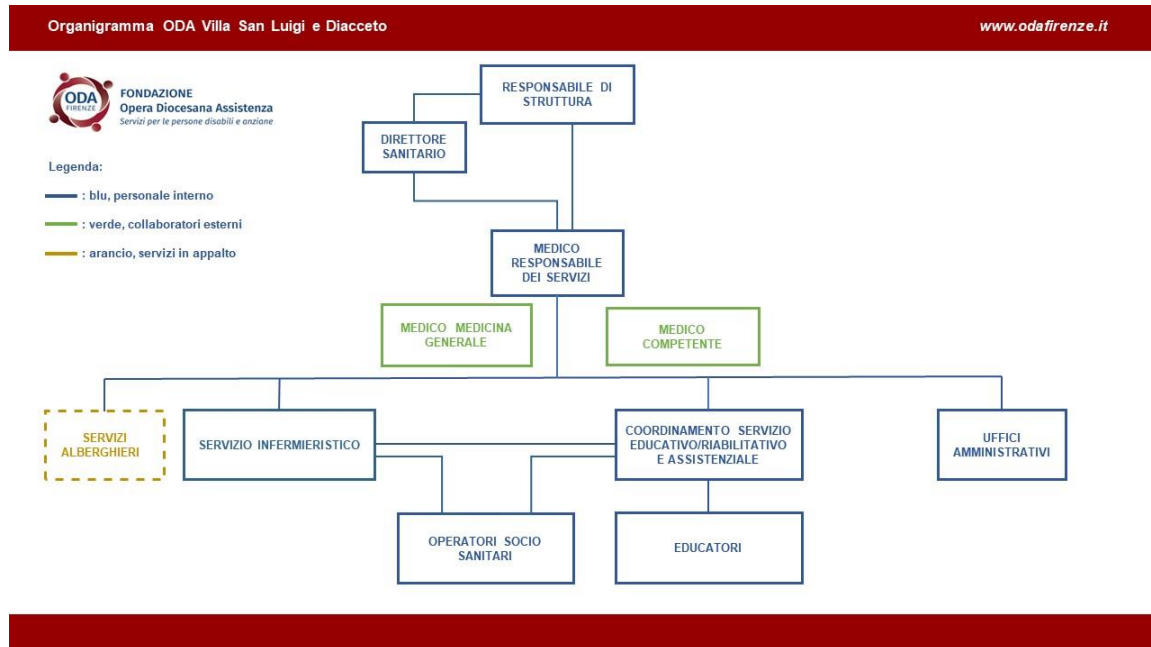 Organigramma ODA Villa San Luigi e Diacceto
www.odafirenze.it
ODA
FIRENZE
FONDAZIONE
Opera Diocesana Assistenza
Servizi per le persone disabili e anziane
Legenda:
: blu, personale interno
: verde, collaboratori esterni
: arancio, servizi in appalto
RESPONSABILE DI
STRUTTURA
DIRETTORE
SANITARIO
MEDICO
RESPONSABILE
DEI SERVIZI
MEDICO MEDICINA
GENERALE
MEDICO
COMPETENTE
SERVIZI
ALBERGHIERI
SERVIZIO INFERMIERISTICO
COORDINAMENTO SERVIZIO
EDUCATIVO/RIABILITATIVO
E ASSISTENZIALE
UFFICI
AMMINISTRATIVI
OPERATORI SOCIO
SANITARI
EDUCATORI